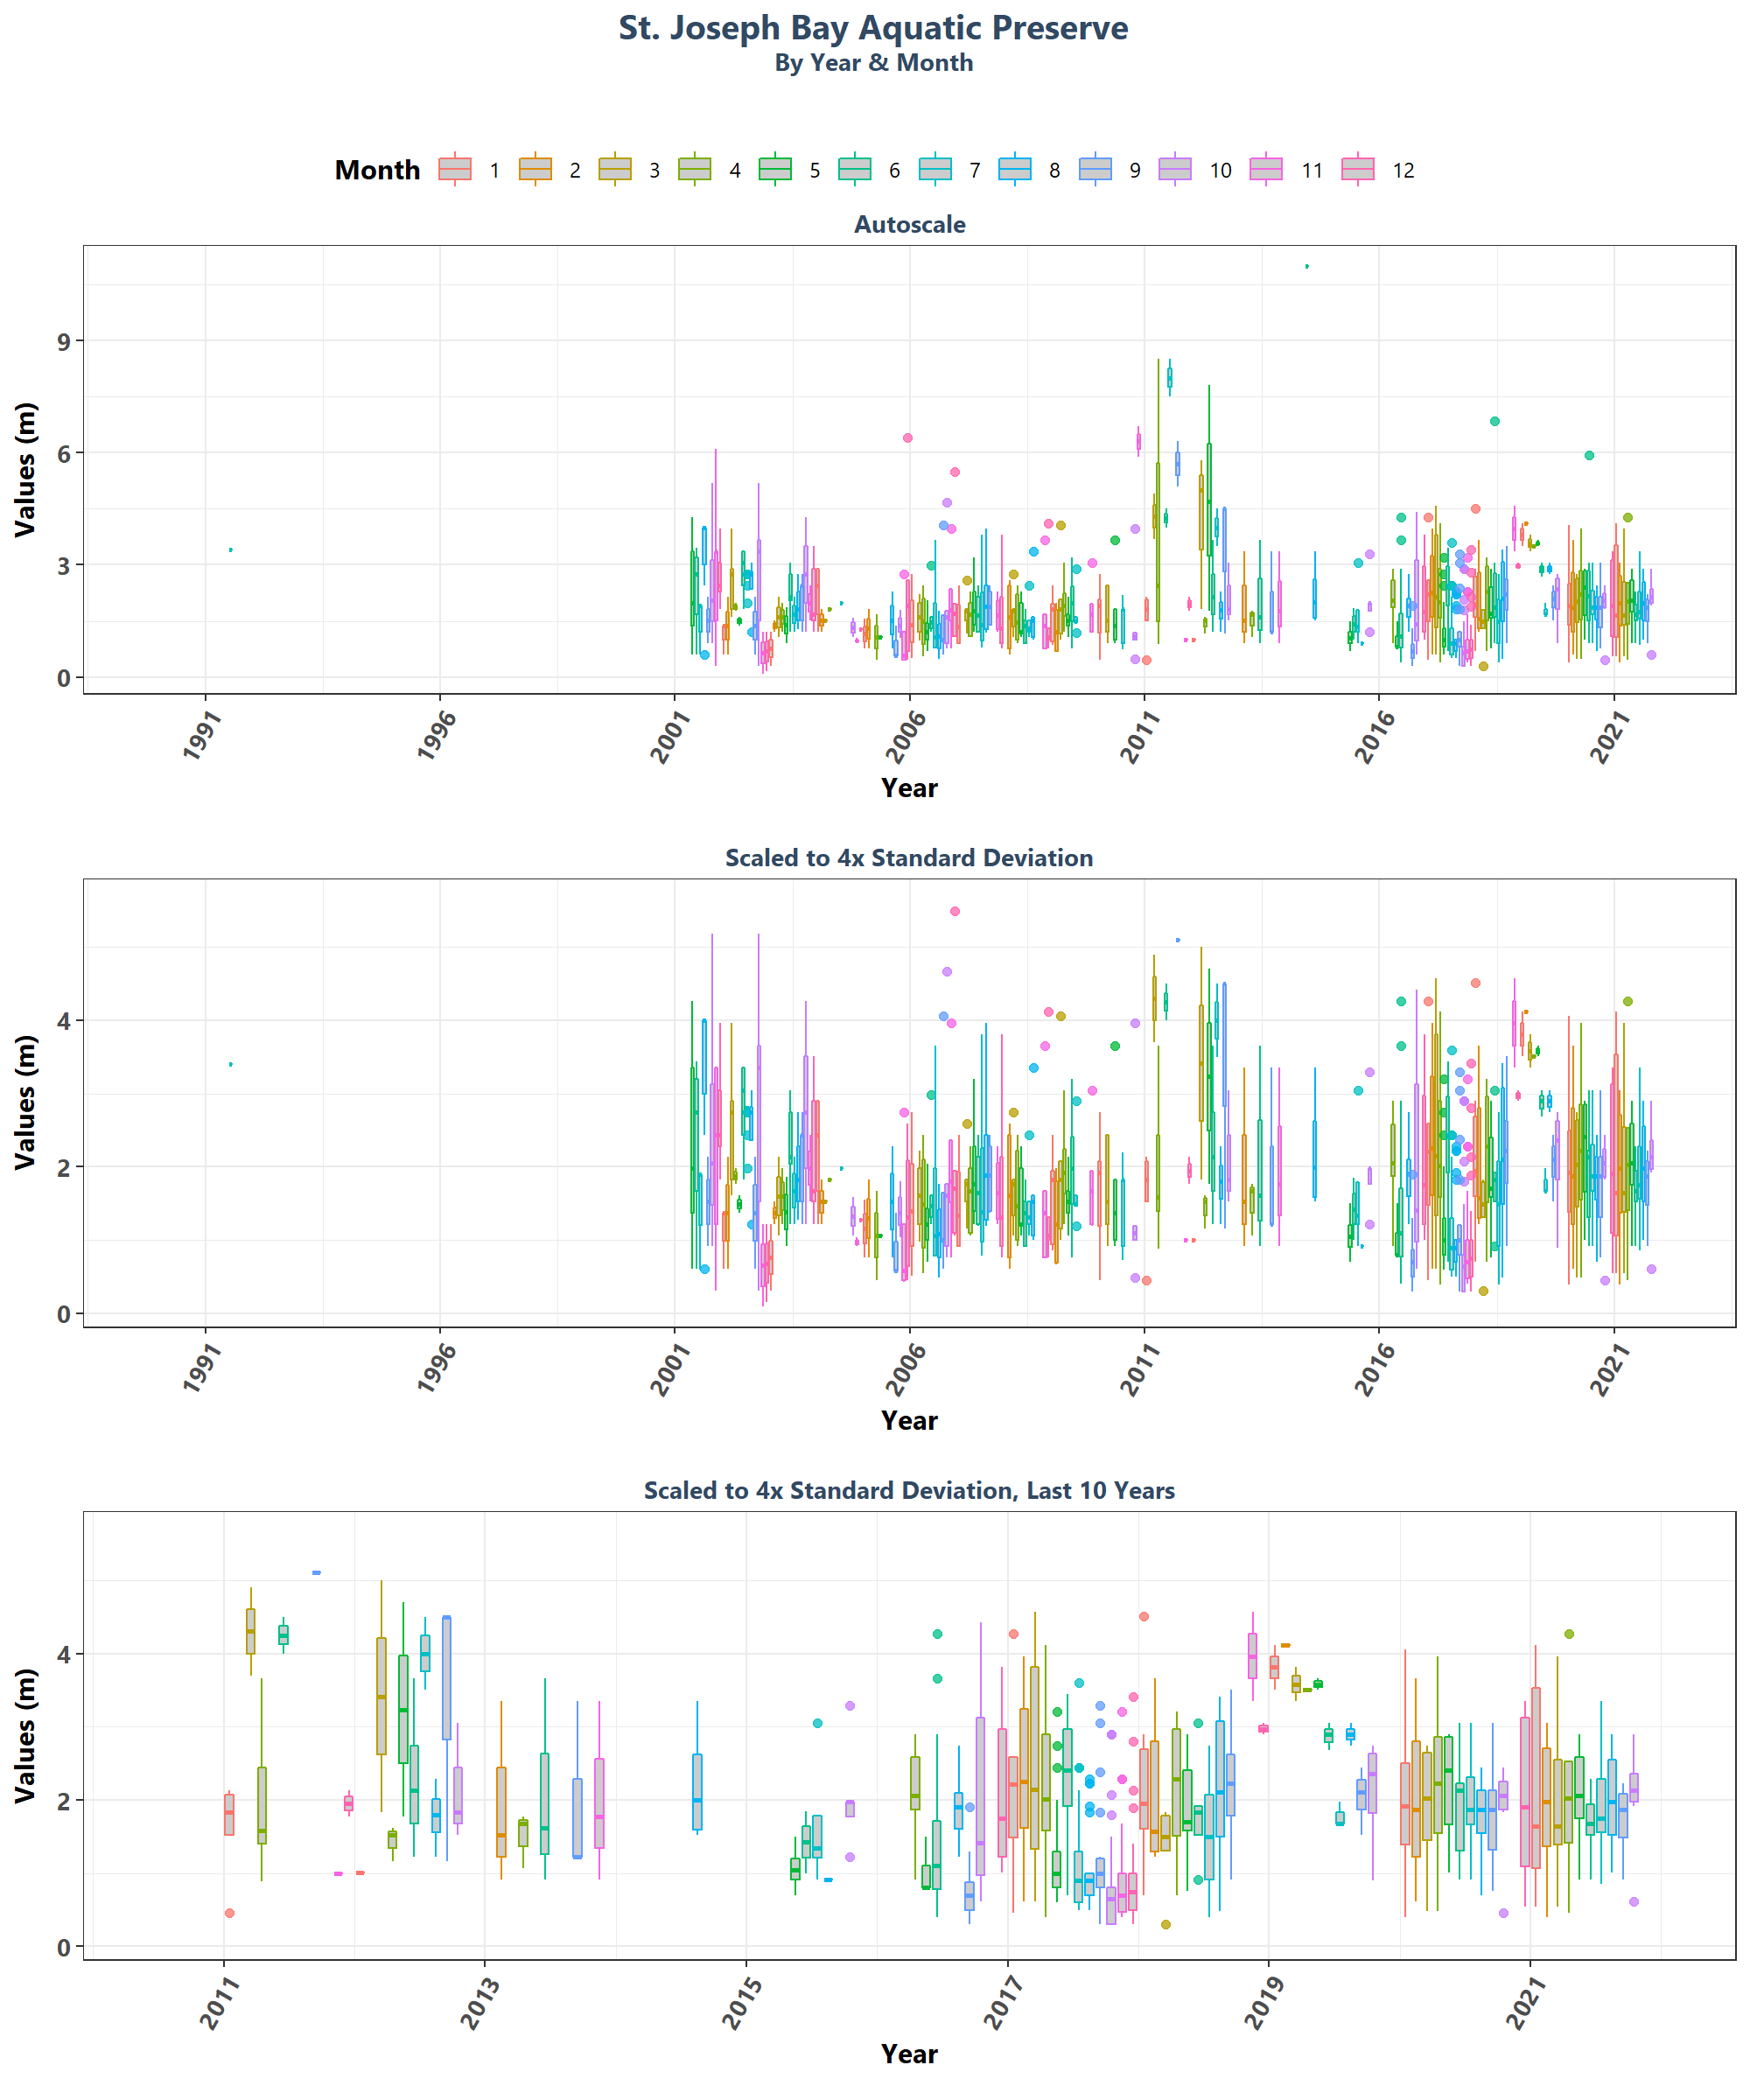 St. Joseph Bay Aquatic Preserve
By Year & Month
Month 1 2 3 4 5 6 7 8 9 10 11 12
Autoscale
Values (m)
9
6
3
0
1991 1996 2001 2006 2011 2016 2021
Year
Scaled to 4x Standard Deviation
Values (m)
4
2
0
1991 1996 2001 2006 2011 2016 2021
Year
Scaled to 4x Standard Deviation, Last 10 Years
Values (m)
4
2
0
2011 2013 2015 2017 2019 2021
Year